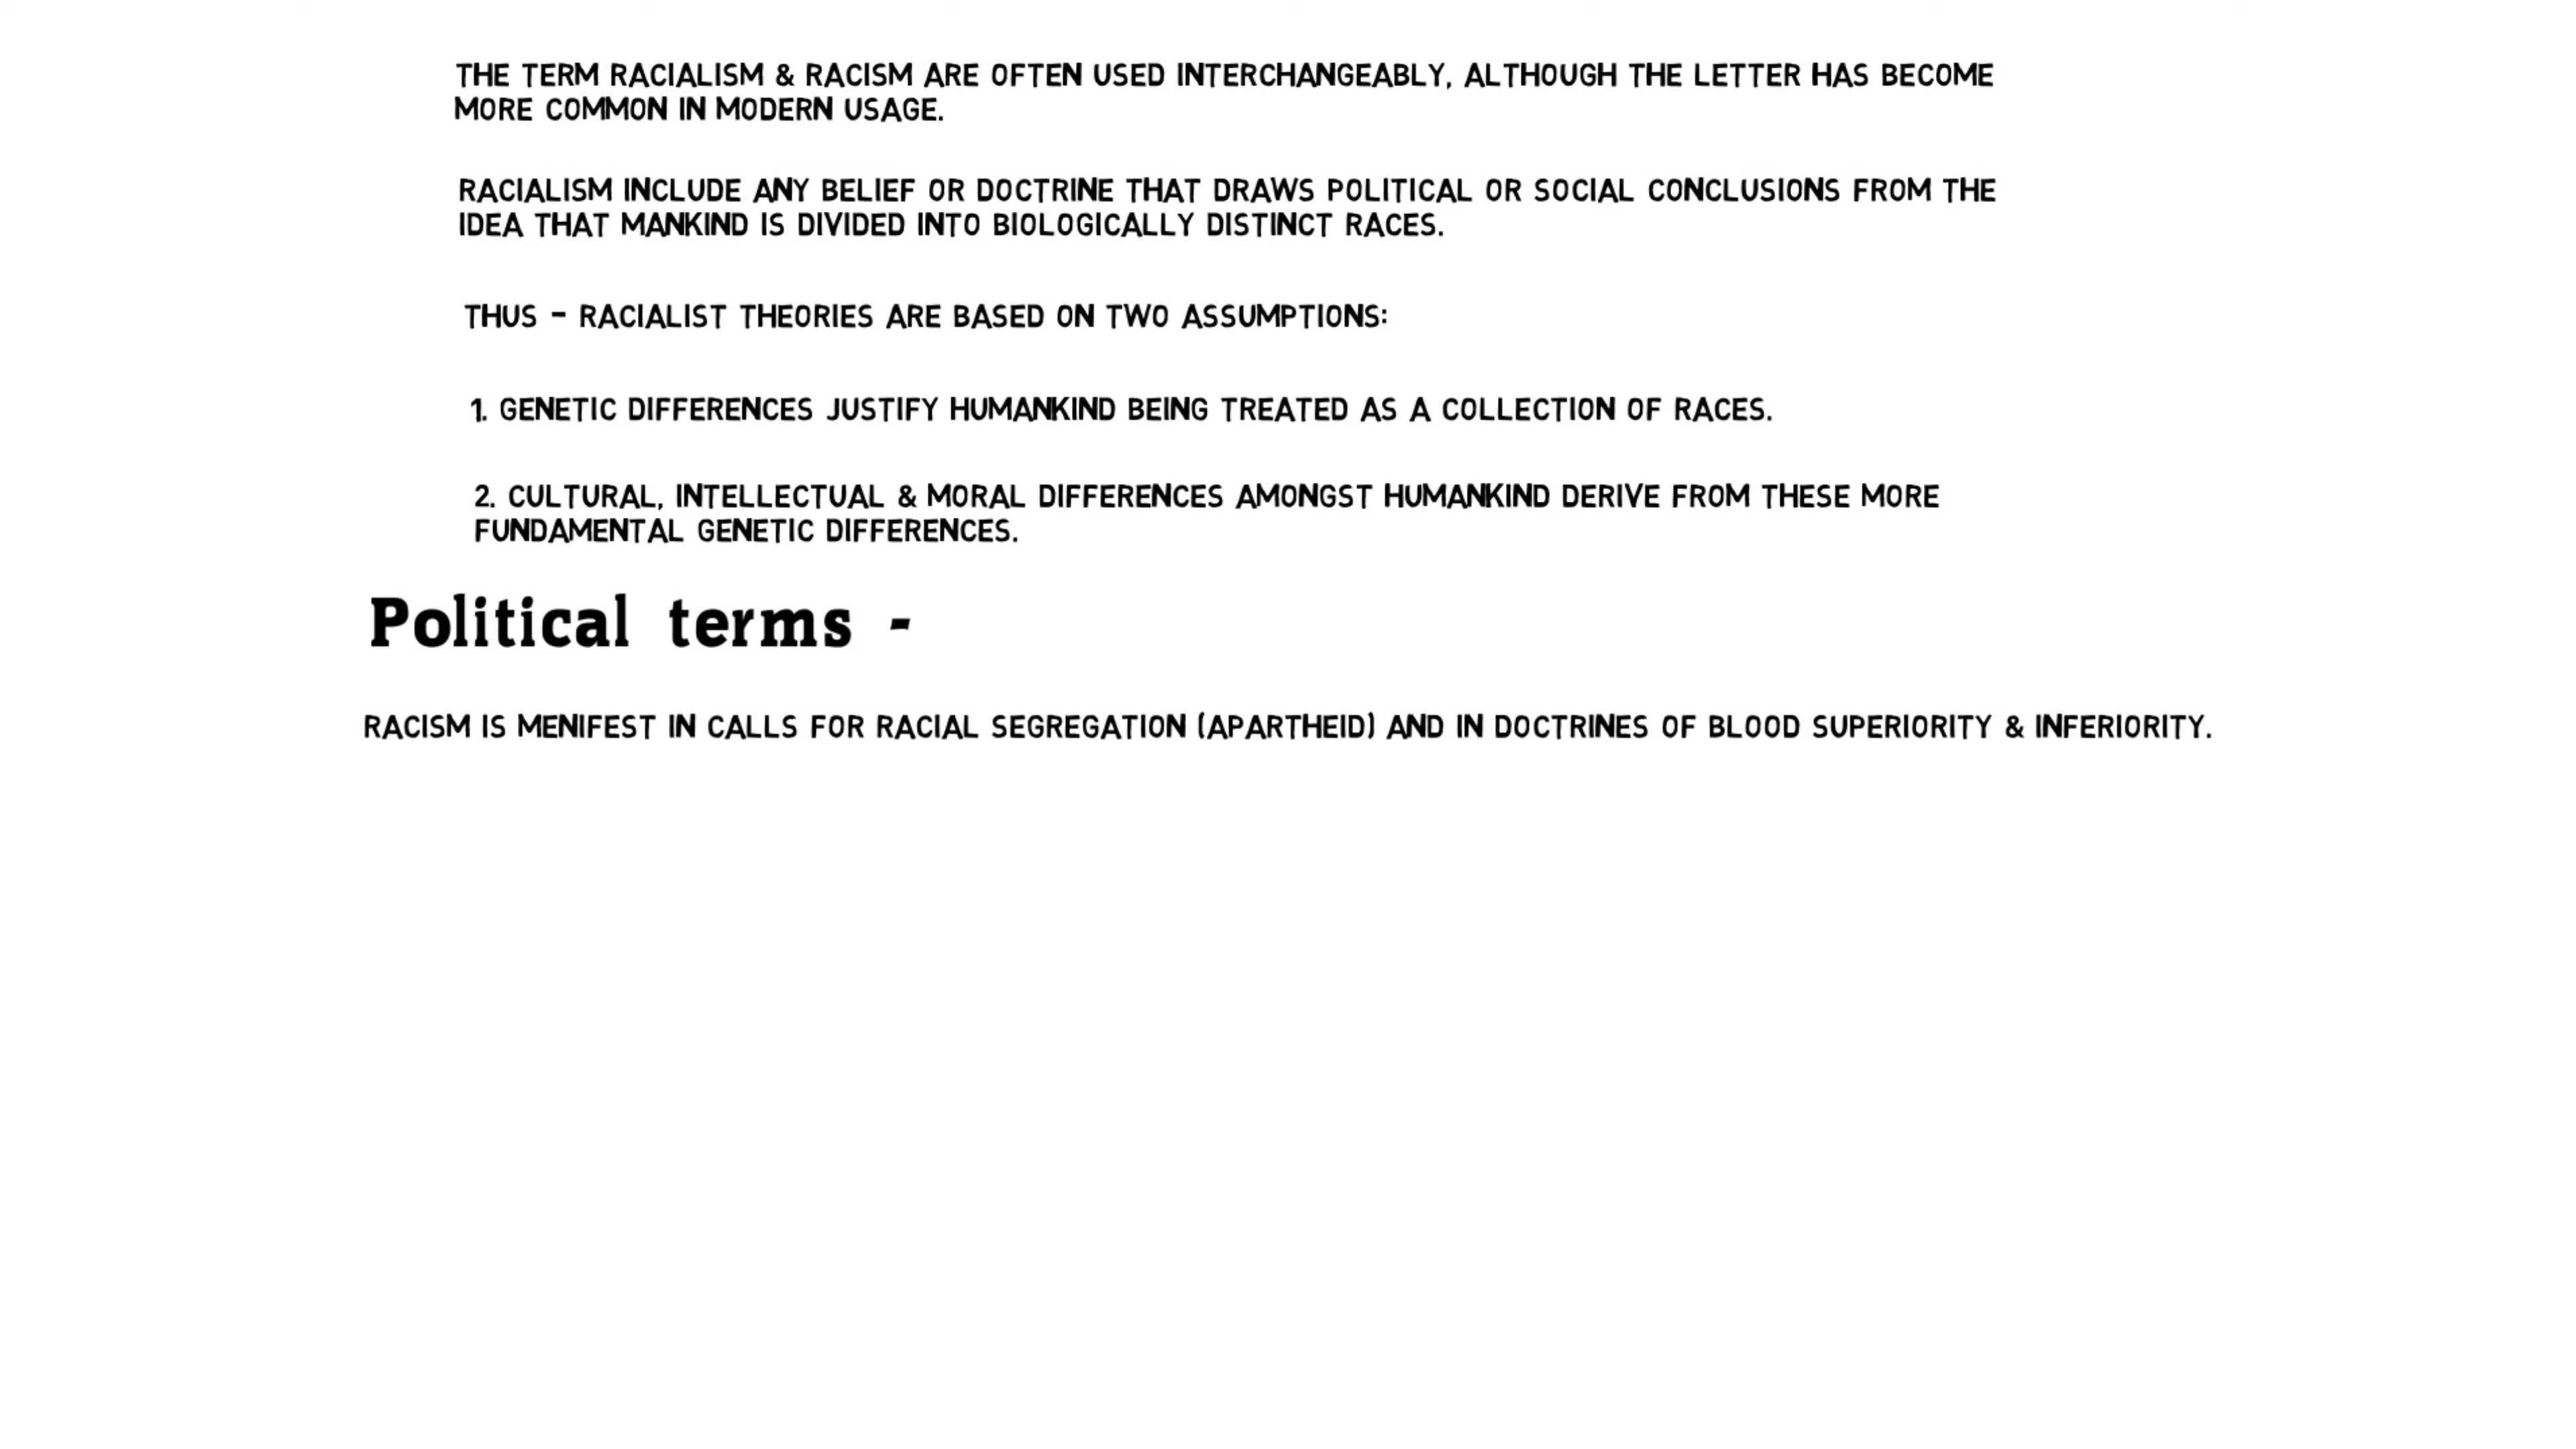 THE TERM RACIALISM & RACISM ARE OFTEN USED INTERCHANGEABLY, ALTHOUGH THE LETTER HAS BECOME
MORE COMMON IN MODERN USAGE.
RACIALISM INCLUDE ANY BELIEF OR DOCTRINE THAT DRAWS POLITICAL OR SOCIAL CONCLUSIONS FROM THE
IDEA THAT MANKIND IS DIVIDED INTO BIOLOGICALLY DISTINCT RACES.
THUS - RACIALIST THEORIES ARE BASED ON TWO ASSUMPTIONS:
1. GENETIC DIFFERENCES JUSTIFY HUMANKIND BEING TREATED AS A COLLECTION OF RACES.
2. CULTURAL, INTELLECTUAL & MORAL DIFFERENCES AMONGST HUMANKIND DERIVE FROM THESE MORE
FUNDAMENTAL GENETIC DIFFERENCES.
Political terms -
RACISM IS MENIFEST IN CALLS FOR RACIAL SEGREGATION (APARTHEID) AND IN DOCTRINES OF BLOOD SUPERIORITY & INFERIORITY.